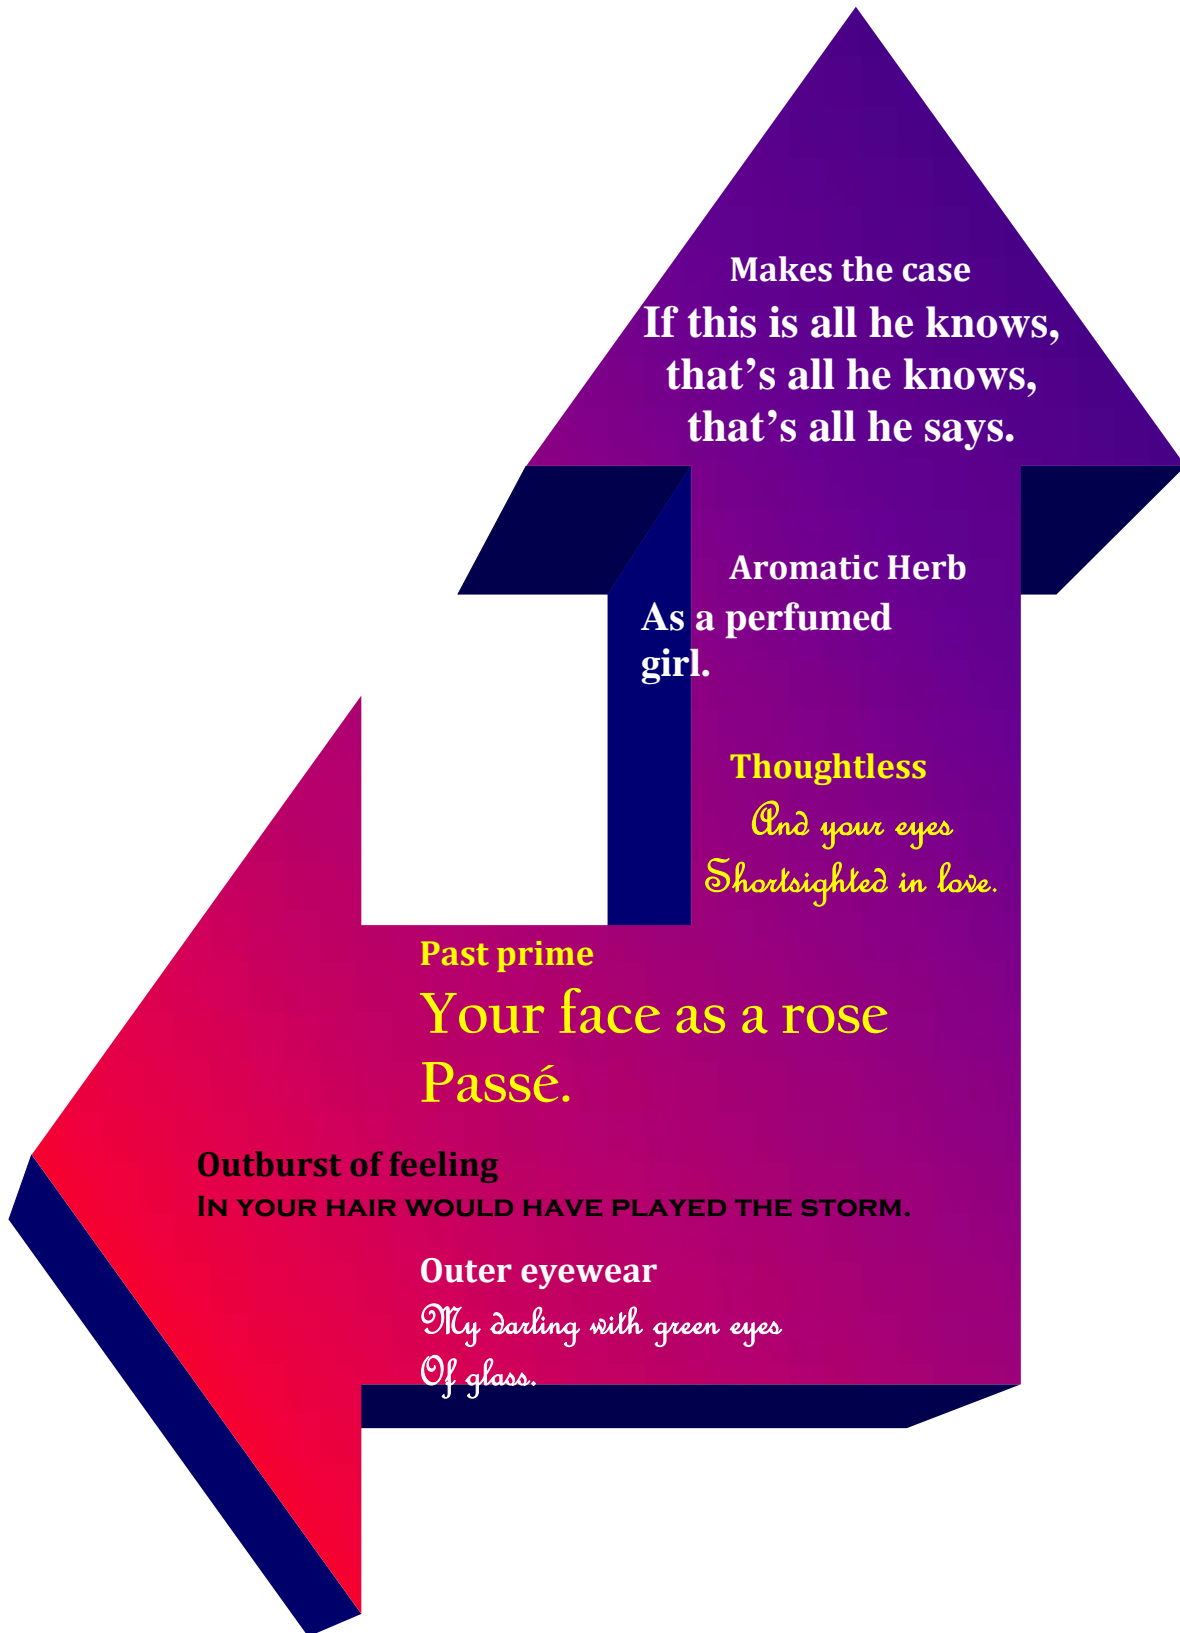 Makes the case
If this is all he knows,
that’s all he knows,
that’s all he says.
Aromatic Herb
As a perfumed
girl.
Thoughtless
And your eyes
Shortsighted in love.
Past prime
Your face as a rose
Passé.
Outburst of feeling
In your hair would have played the storm.
Outer eyewear
My darling with green eyes
Of glass.